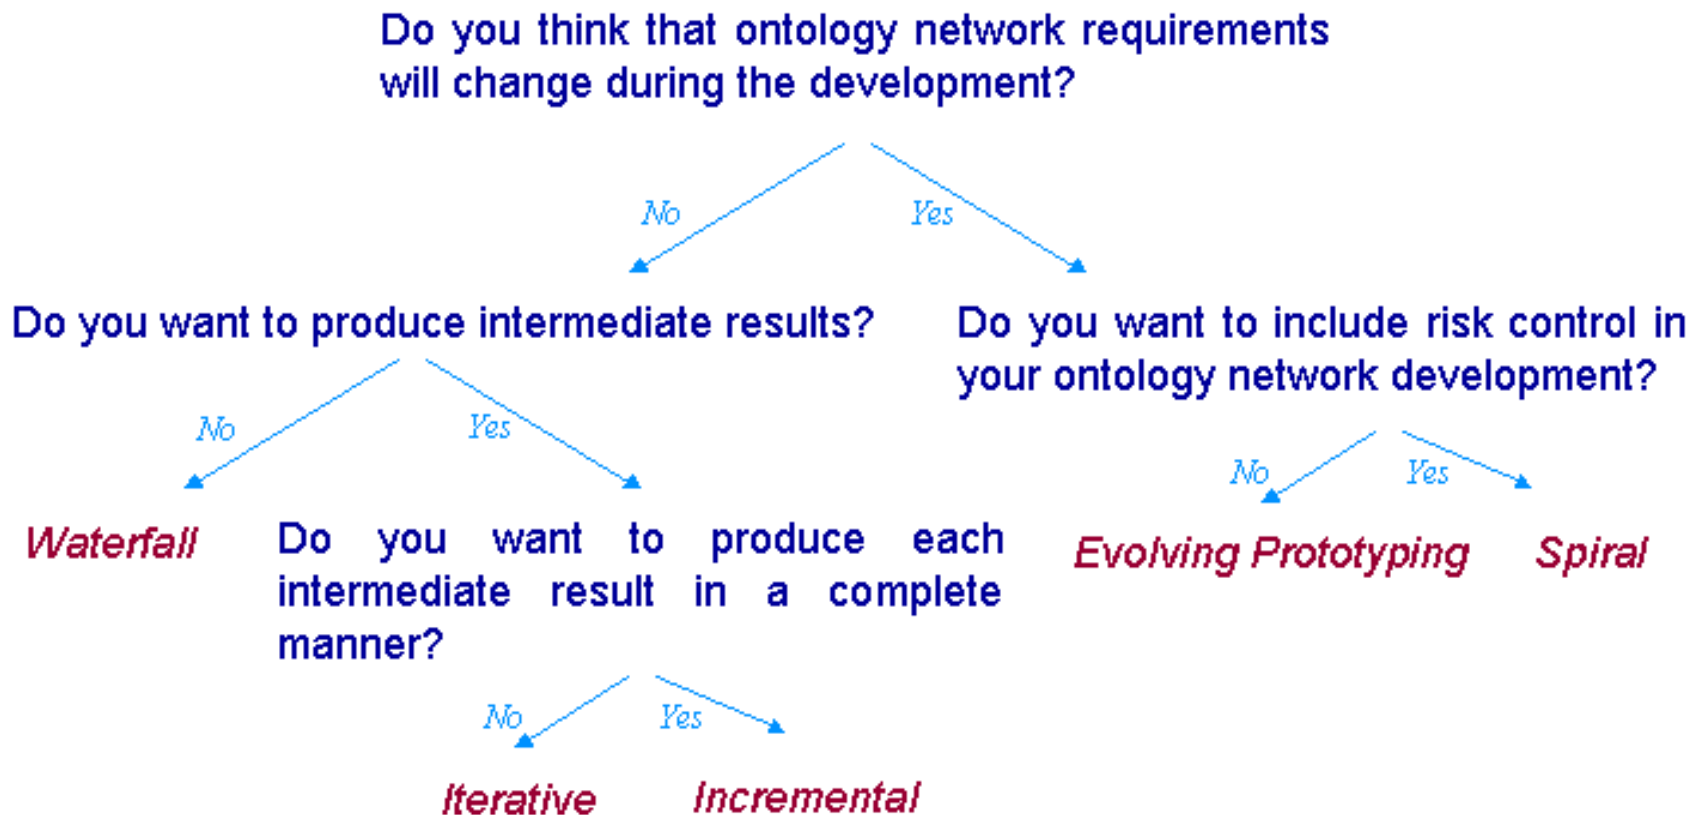 Do you think that ontology network requirements
will change during the development?
No
Yes
Do you want to produce intermediate results?
Do you want to include risk control in
your ontology network development?
No
Yes
No
Yes
Waterfall
Do you want to produce each
intermediate result in a complete
manner?
Evolving Prototyping
Spiral
No
Yes
Iterative
Incremental